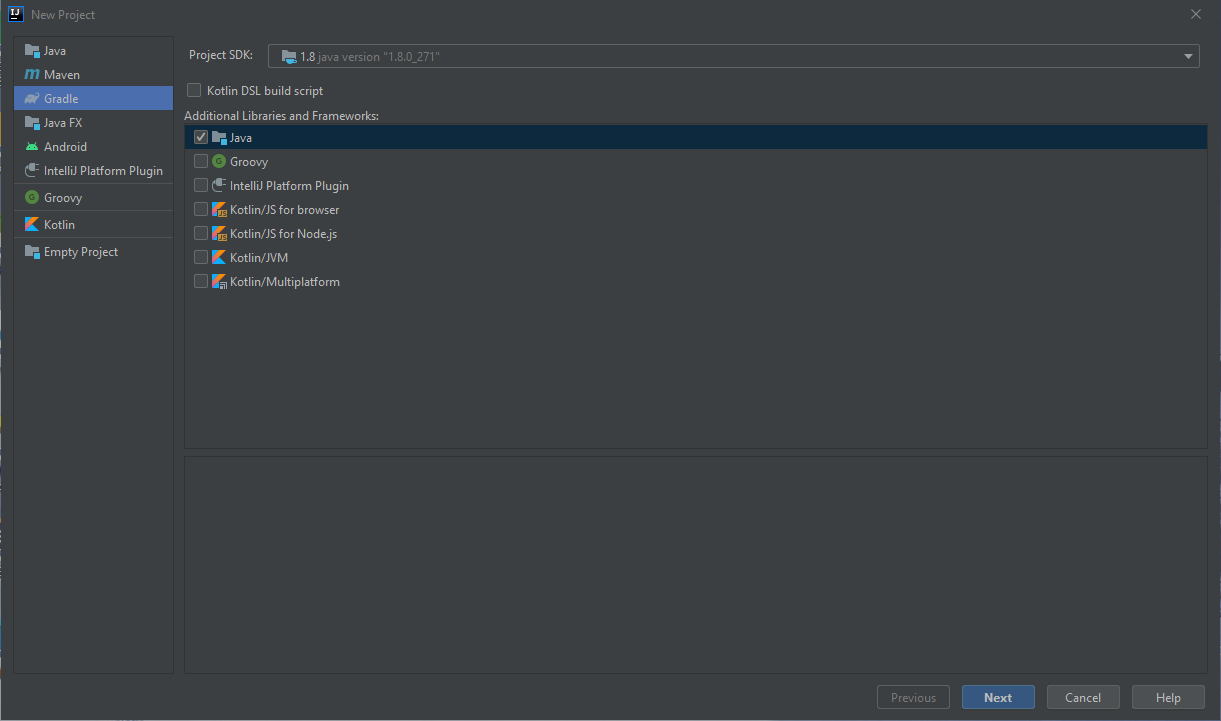 IJ
New Project
Java
Maven
Gradle
Java FX
Android
IntelliJ Platform Plugin
Groovy
Kotlin
Empty Project
Project SDK:
1.8 java version "1.8.0_271"
Kotlin DSL build script
Additional Libraries and Frameworks:
Java
Groovy
IntelliJ Platform Plugin
Kotlin/JS for browser
Kotlin/JS for Node.js
Kotlin/JVM
Kotlin/Multiplatform
Previous
Next
Cancel
Help